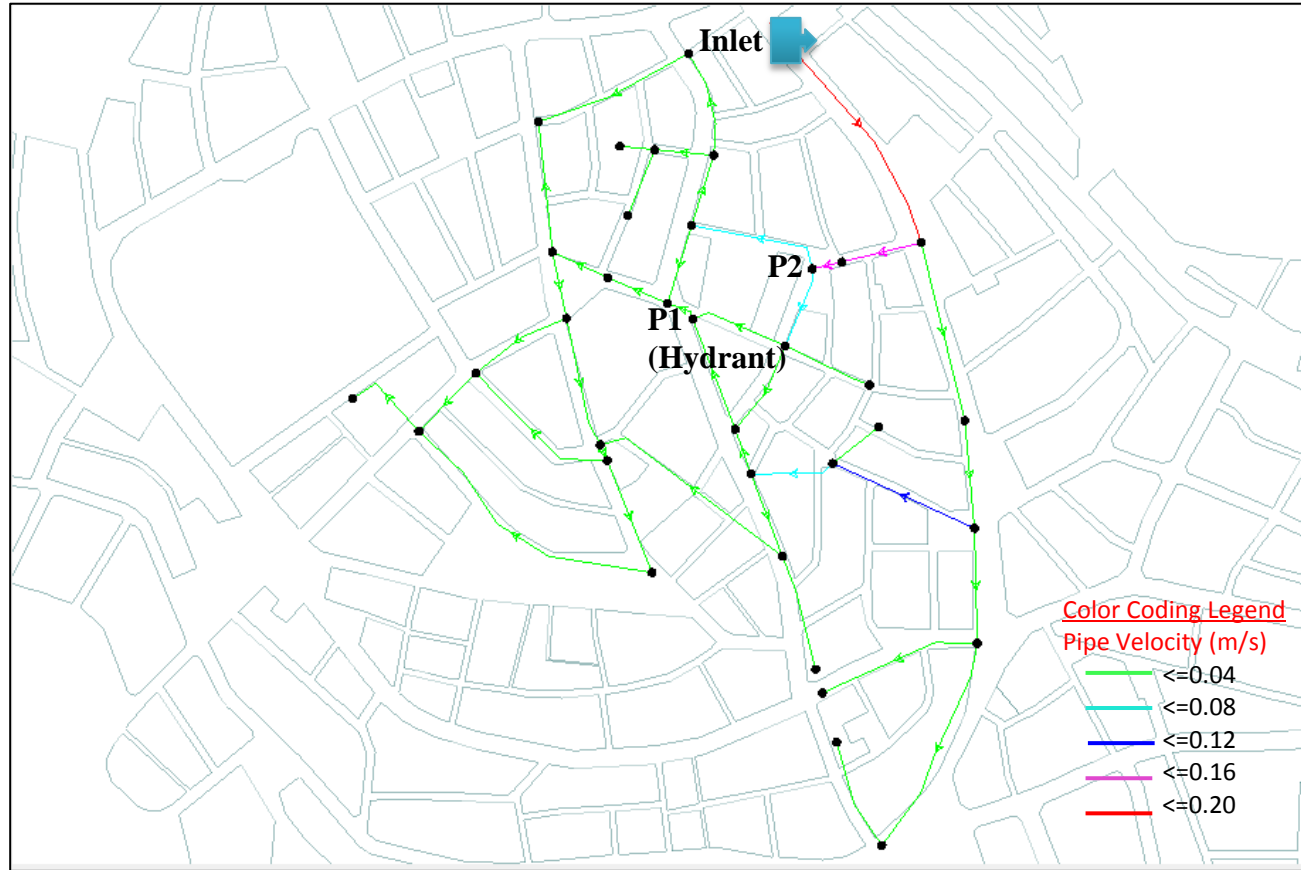 Inlet
P2
P1
(Hydrant)
Color Coding Legend
Pipe Velocity (m/s)
<=0.04
<=0.08
<=0.12
<=0.16
<=0.20